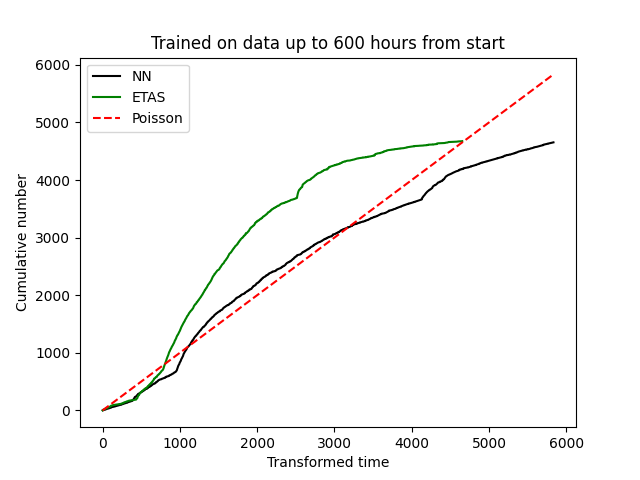 Trained on data up to 600 hours from start
NN
ETAS
Poisson
Cumulative number
6000
5000
4000
3000
2000
1000
0
0 1000 2000 3000 4000 5000 6000
Transformed time